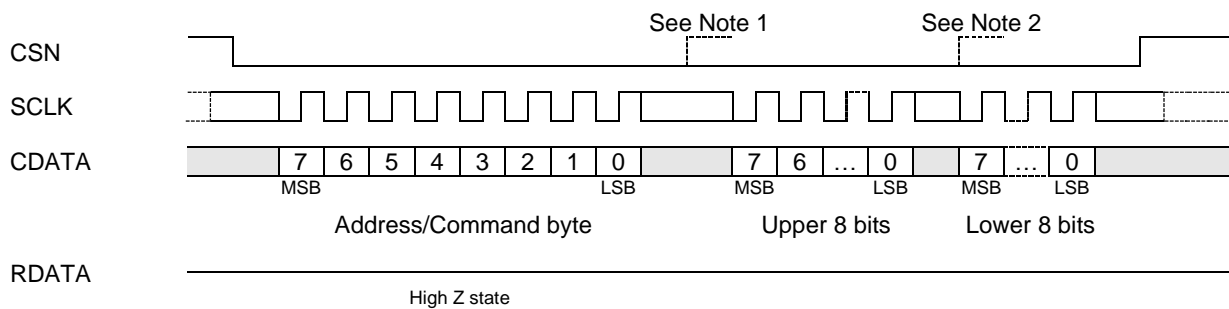 See Note 1 See Note 2
CSN
SCLK
CDATA 7 6 5 4 3 2 1 0 7 6 … 0 7 … 0
MSB LSB MSB LSB MSB LSB
Address/Command byte Upper 8 bits Lower 8 bits
RDATA
High Z state